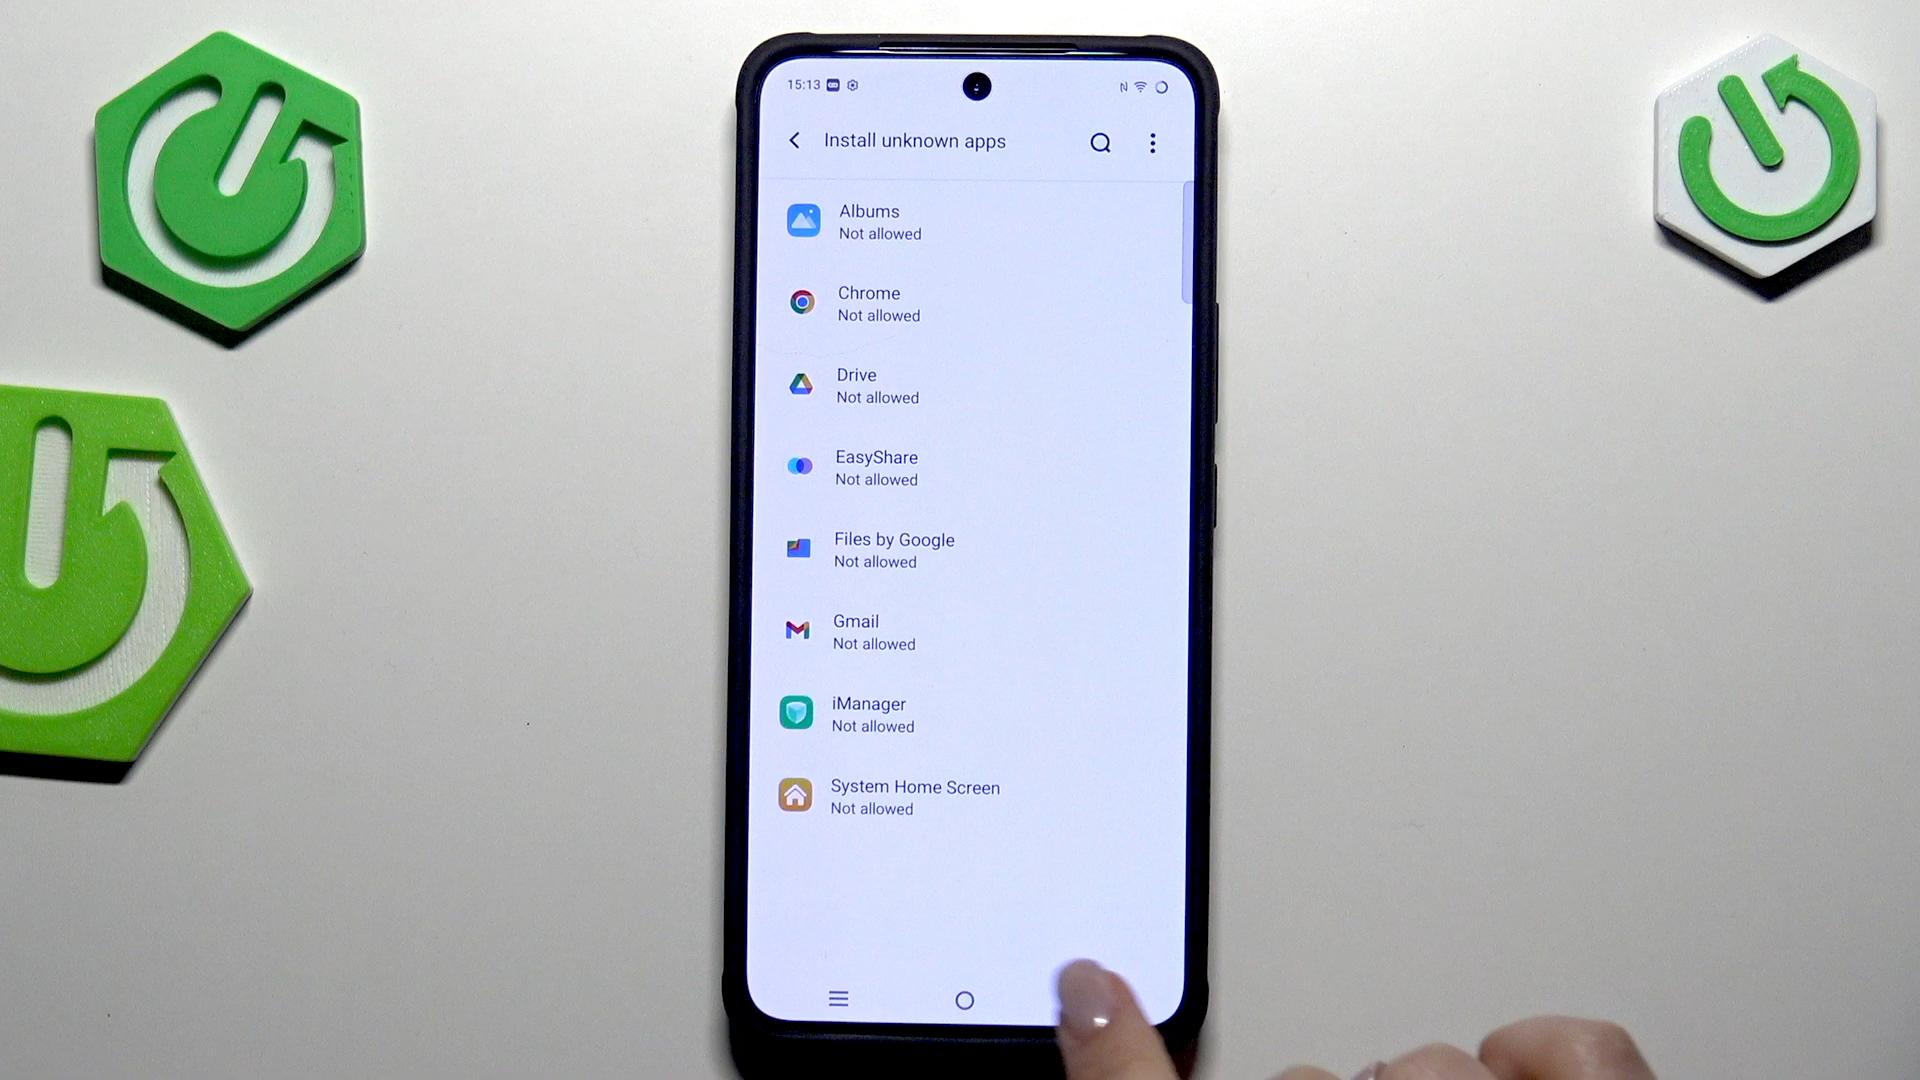 15:13
Install unknown apps
Albums
Not allowed
Chrome
Not allowed
Drive
Not allowed
EasyShare
Not allowed
Files by Google
Not allowed
Gmail
Not allowed
iManager
Not allowed
System Home Screen
Not allowed